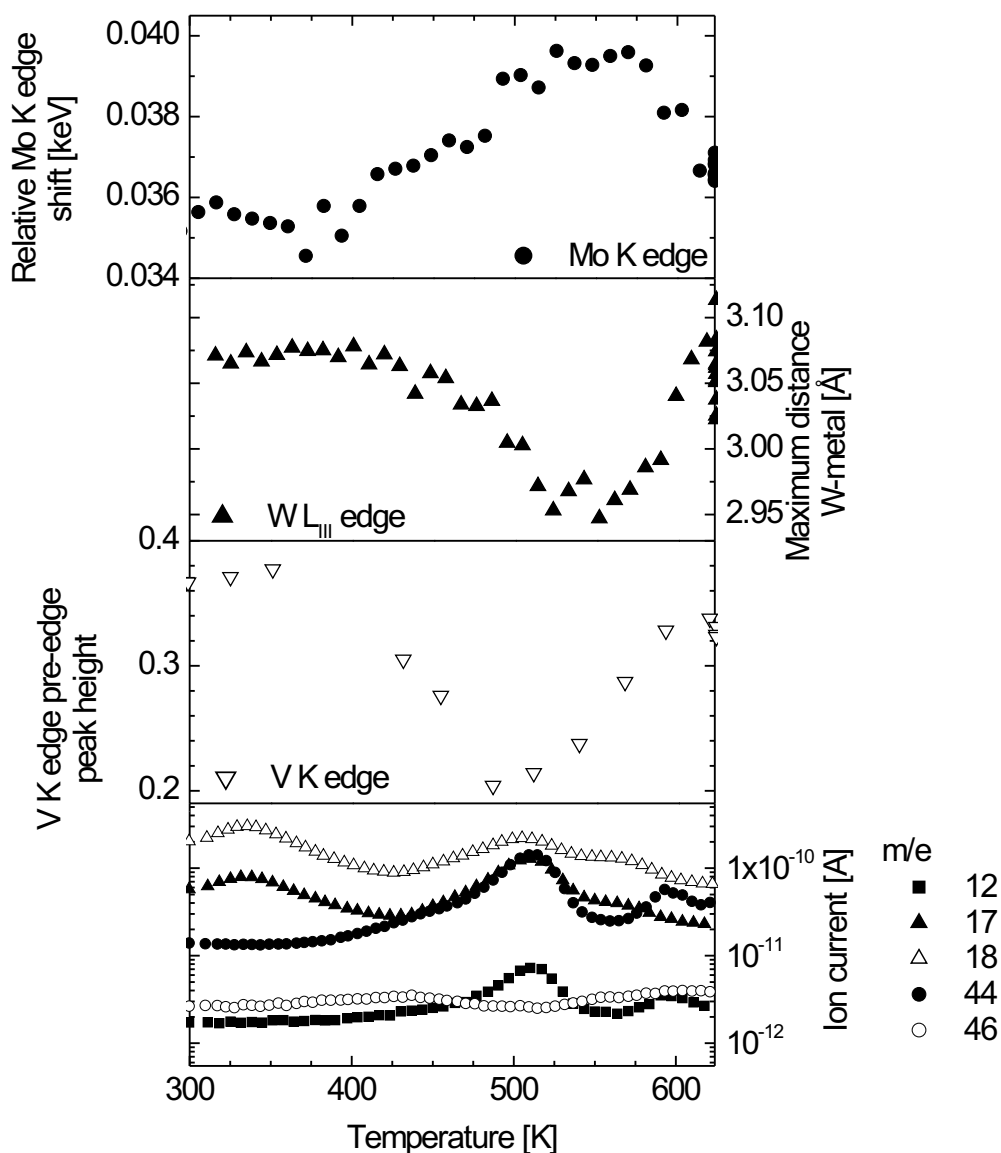 0.040
0.038
0.036
0.034
Relative Mo K edge
shift [keV]
Mo K edge
3.10
3.05
3.00
2.95
Maximum distance
W-metal [Å]
W L_III edge
0.4
0.3
0.2
V K edge pre-edge
peak height
V K edge
1x10^-10
10^-11
10^-12
Ion current [A]
m/e
12
17
18
44
46
300 400 500 600
Temperature [K]